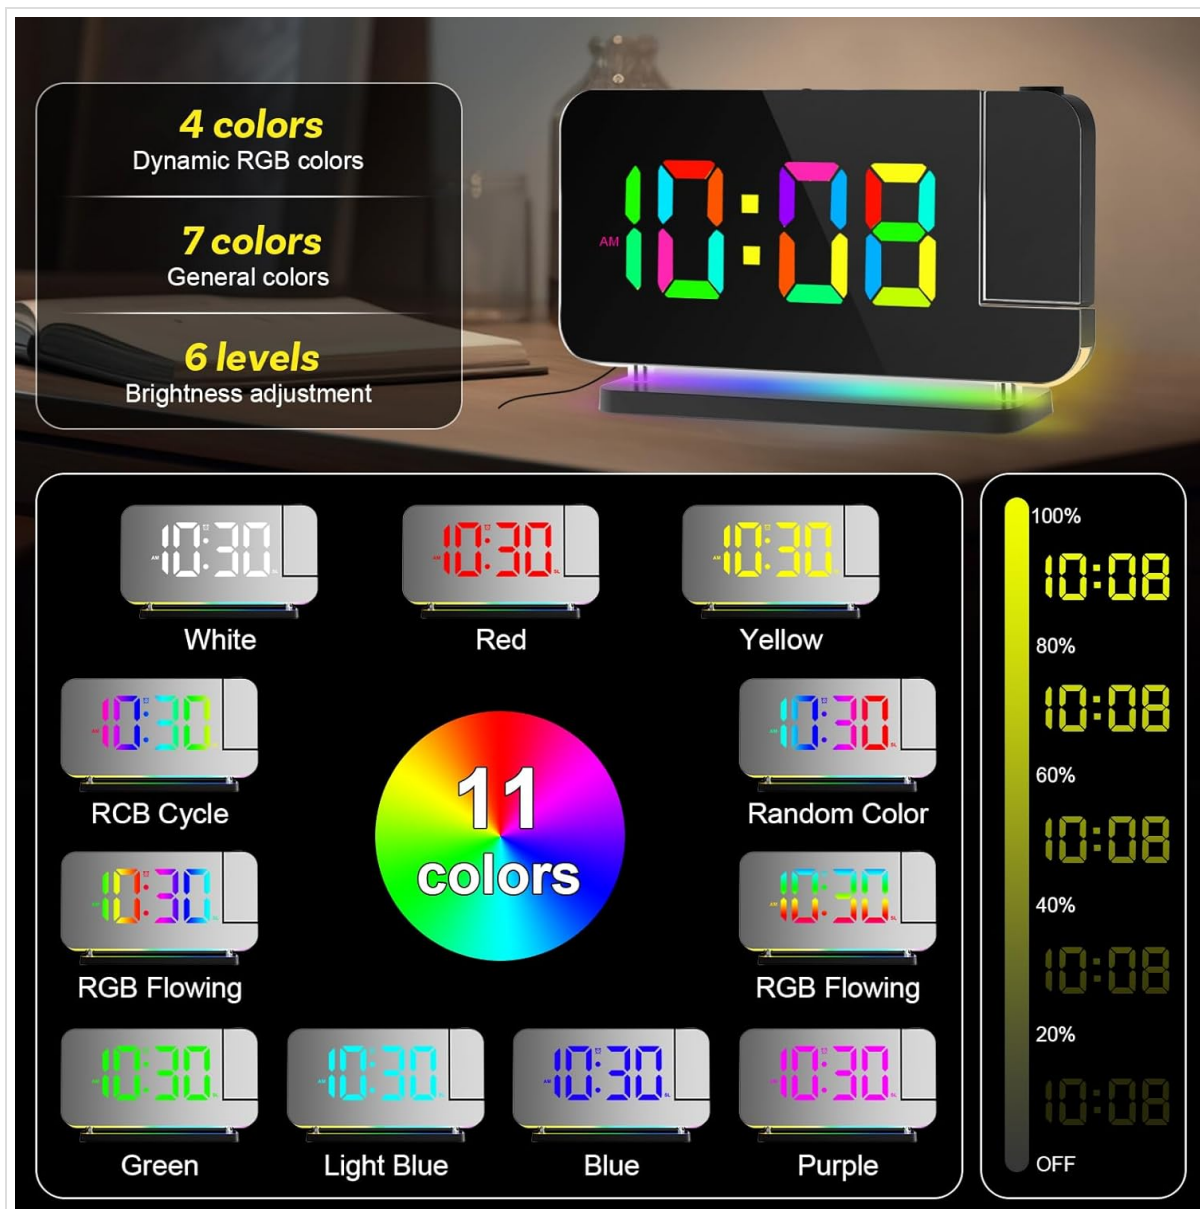 4 colors
Dynamic RGB colors
7 colors
General colors
6 levels
Brightness adjustment
AM 10:08
AM 10:30
White
AM 10:30
Red
AM 10:30
Yellow
10:30
RCB Cycle
10:30
Random Color
11
colors
10:30
RGB Flowing
10:30
RGB Flowing
10:30
Green
10:30
Light Blue
10:30
Blue
10:30
Purple
100%
10:08
80%
10:08
60%
10:08
40%
10:08
20%
10:08
OFF